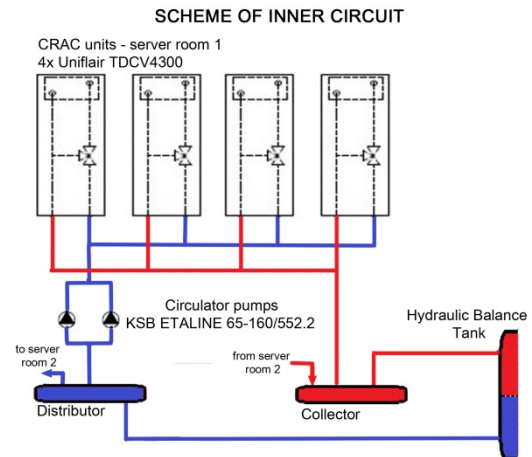 SCHEME OF INNER CIRCUIT
CRAC units - server room 1
4x Uniflair TDCV4300
Circulator pumps
KSB ETALINE 65-160/552.2
Hydraulic Balance
Tank
to server
room 2
from server
room 2
Distributor
Collector